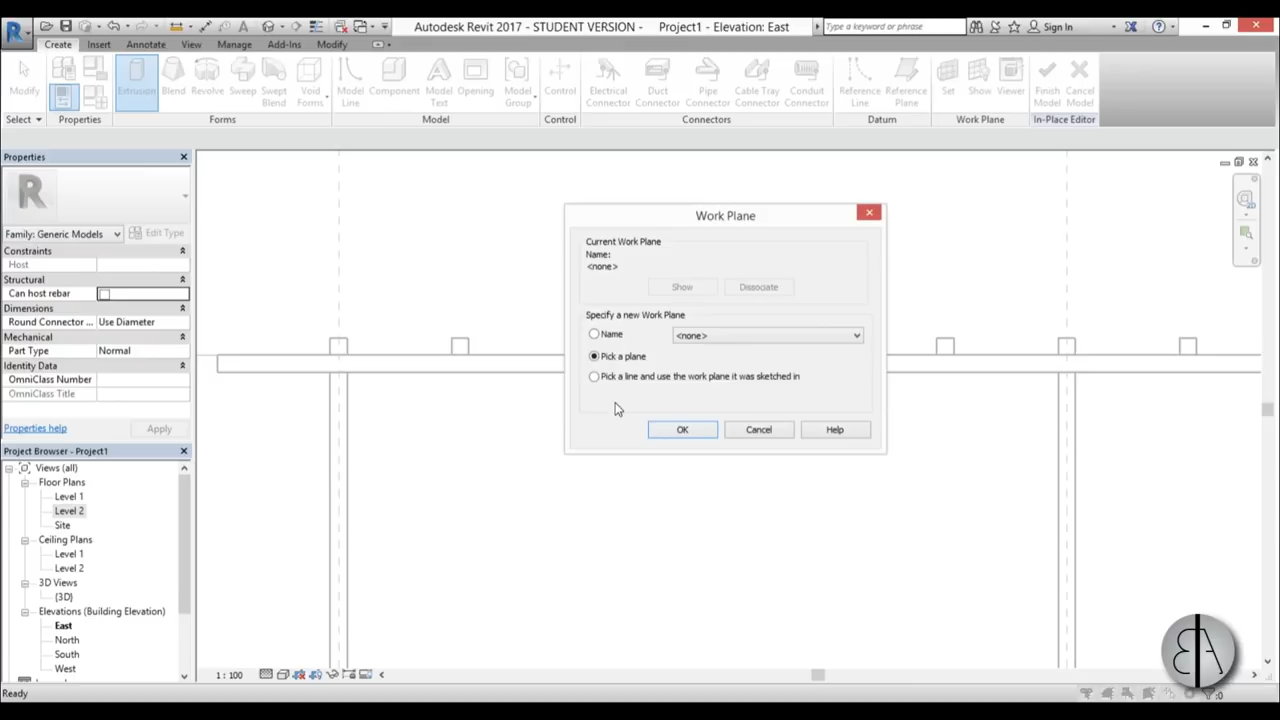 Autodesk Revit 2017 - STUDENT VERSION - Project1 - Elevation: East
Type a keyword or phrase
Sign In
Create Insert Annotate View Manage Add-Ins Modify
Modify
Extrusion Blend Revolve Sweep Swept Blend Void Forms
Model Line Component Model Text Opening Model Group
Control
Electrical Connector Duct Connector Pipe Connector Cable Tray Connector Conduit Connector
Reference Line Reference Plane
Set Show Viewer
Finish Model Cancel Model
Select Properties Forms Model Control Connectors Datum Work Plane In-Place Editor
Properties
R
Family: Generic Models Edit Type
Constraints
Host
Structural
Can host rebar
Dimensions
Round Connector ... Use Diameter
Mechanical
Part Type Normal
Identity Data
OmniClass Number
OmniClass Title
Properties help Apply
Project Browser - Project1
Views (all)
Floor Plans
Level 1
Level 2
Site
Ceiling Plans
Level 1
Level 2
3D Views
{3D}
Elevations (Building Elevation)
East
North
South
West
Work Plane
Current Work Plane
Name:
<none>
Show Dissociate
Specify a new Work Plane
Name <none>
Pick a plane
Pick a line and use the work plane it was sketched in
OK Cancel Help
1 : 100
Ready
:0